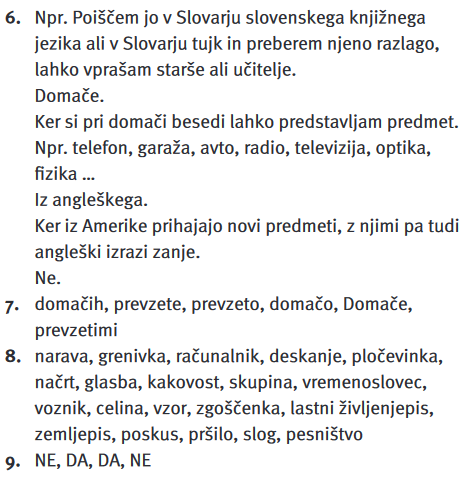 6. Npr. Poiščem jo v Slovarju slovenskega knjižnega
jezika ali v Slovarju tujk in preberem njeno razlago,
lahko vprašam starše ali učitelje.
Domače.
Ker si pri domači besedi lahko predstavljam predmet.
Npr. telefon, garaža, avto, radio, televizija, optika,
fizika ...
Iz angleškega.
Ker iz Amerike prihajajo novi predmeti, z njimi pa tudi
angleški izrazi zanje.
Ne.
7. domačih, prevzete, prevzeto, domačo, Domače,
prevzetimi
8. narava, grenivka, računalnik, deskanje, pločevinka,
načrt, glasba, kakovost, skupina, vremenoslovec,
voznik, celina, vzor, zgoščenka, lastni življenjepis,
zemljepis, poskus, pršilo, slog, pesništvo
9. NE, DA, DA, NE